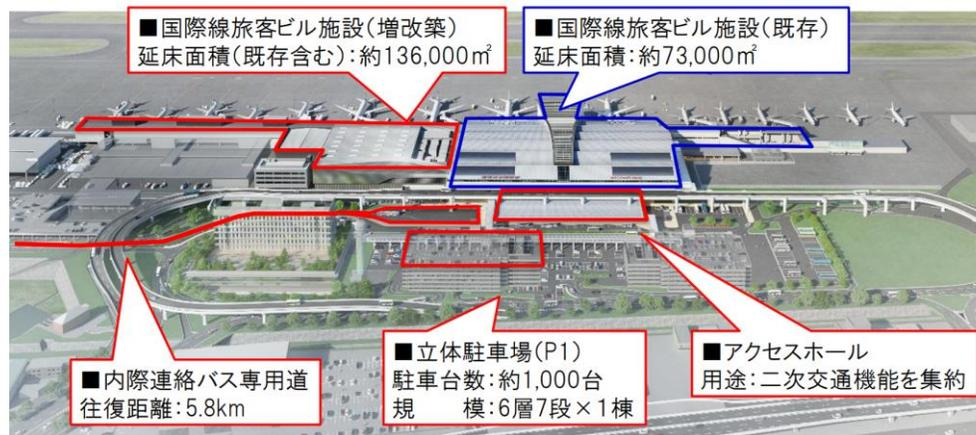 ■国際線旅客ビル施設(増改築)
延床面積(既存含む):約136,000㎡
■国際線旅客ビル施設(既存)
延床面積:約73,000㎡
■内際連絡バス専用道
往復距離:5.8km
■立体駐車場(P1)
駐車台数:約1,000台
規　模:6層7段×1棟
■アクセスホール
用途:二次交通機能を集約